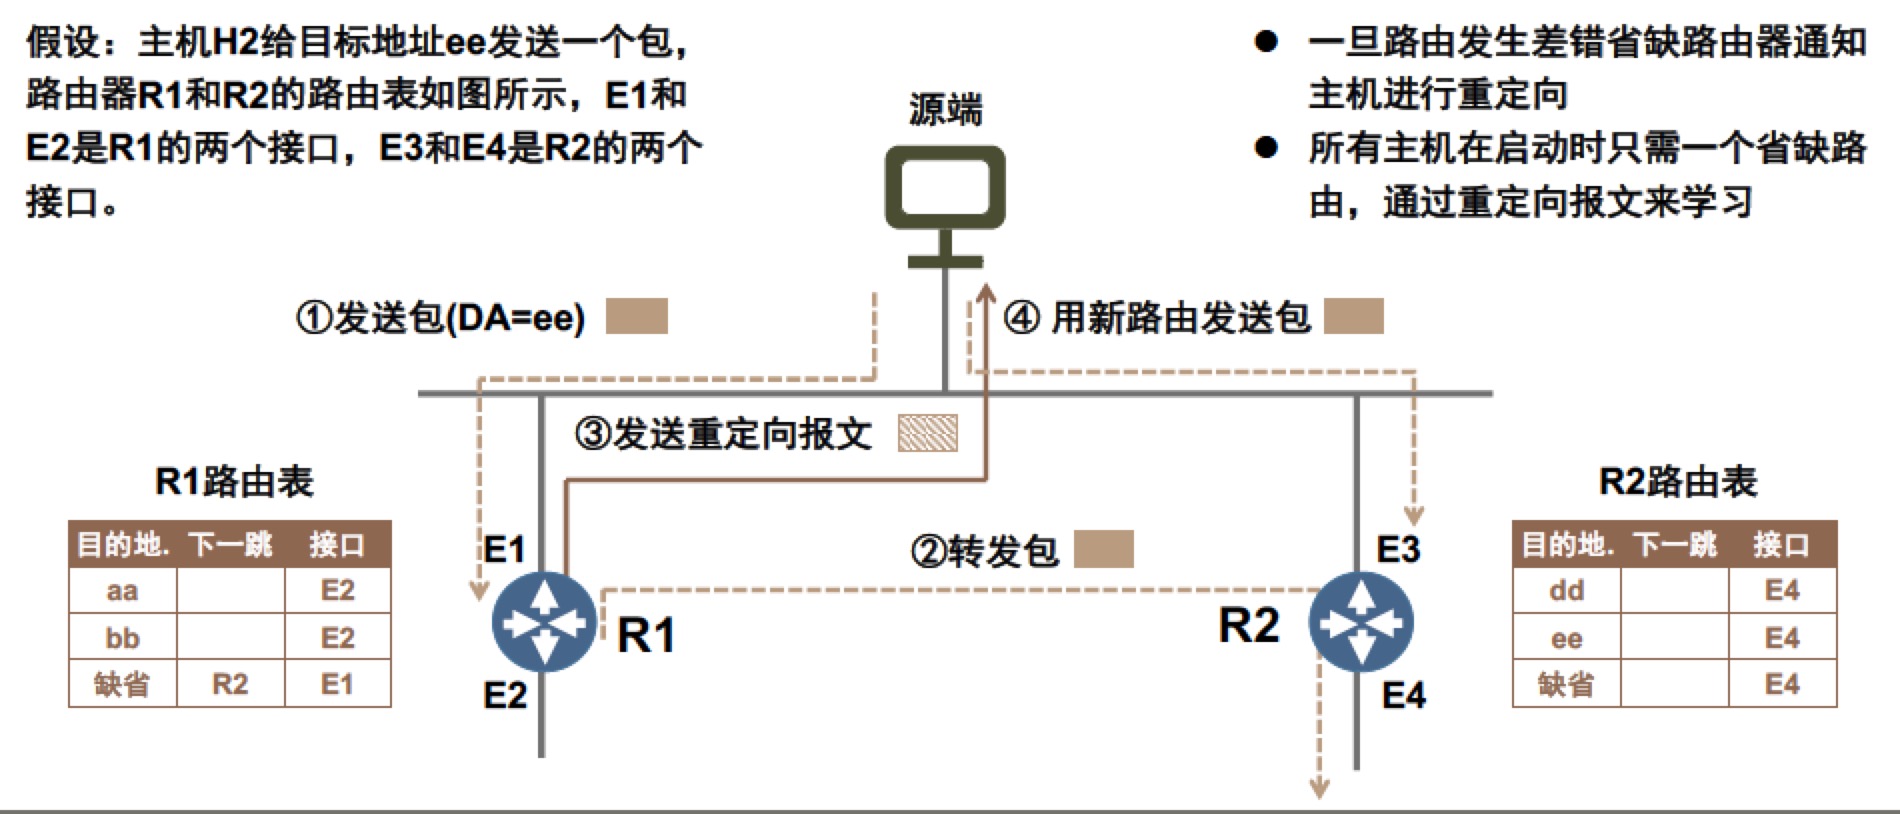 假设：主机H2给目标地址ee发送一个包，
路由器R1和R2的路由表如图所示，E1和
E2是R1的两个接口，E3和E4是R2的两个
接口。
● 一旦路由发生差错省缺路由器通知
主机进行重定向
● 所有主机在启动时只需一个省缺路
由，通过重定向报文来学习
源端
①发送包(DA=ee)
④ 用新路由发送包
③发送重定向报文
R1路由表
目的地. 下一跳 接口
aa E2
bb E2
缺省 R2 E1
E1
R1
E2
②转发包
E3
R2
E4
R2路由表
目的地. 下一跳 接口
dd E4
ee E4
缺省 E4